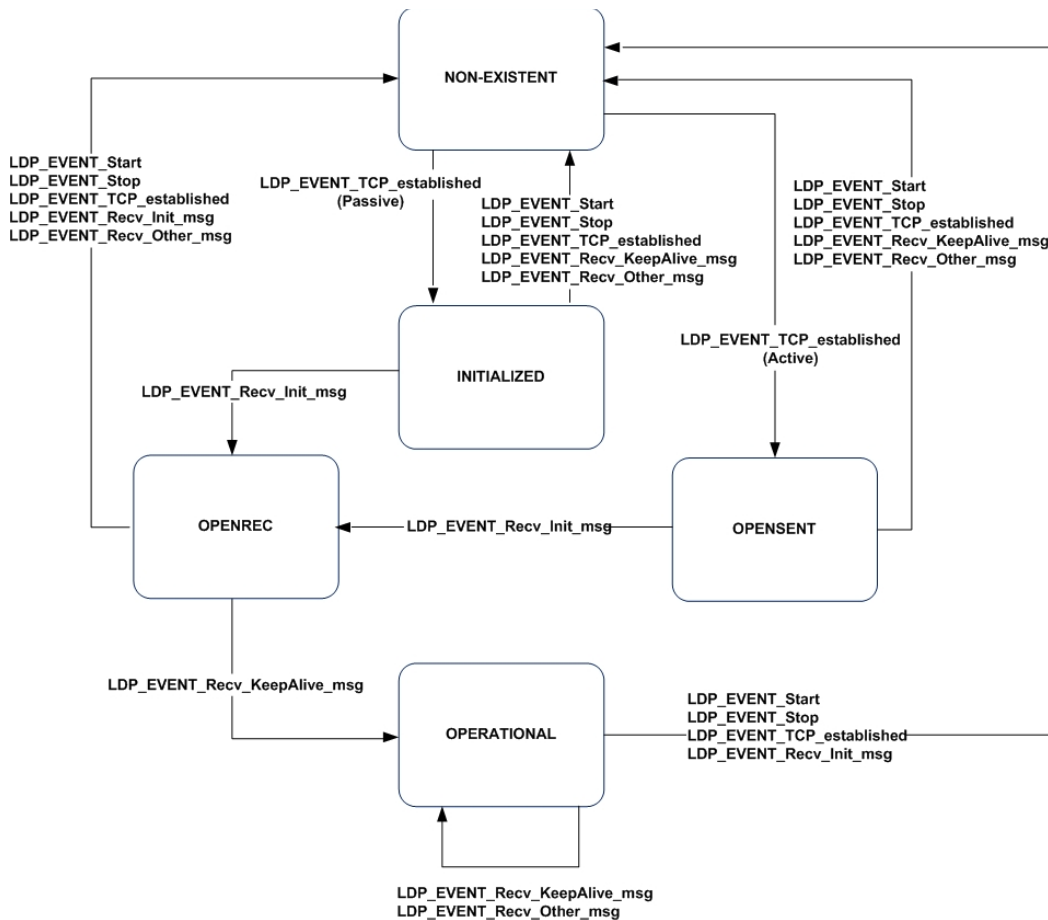 NON-EXISTENT
LDP_EVENT_Start
LDP_EVENT_Stop
LDP_EVENT_TCP_established
LDP_EVENT_Recv_Init_msg
LDP_EVENT_Recv_Other_msg
LDP_EVENT_TCP_established
(Passive)
LDP_EVENT_Start
LDP_EVENT_Stop
LDP_EVENT_TCP_established
LDP_EVENT_Recv_KeepAlive_msg
LDP_EVENT_Recv_Other_msg
LDP_EVENT_Start
LDP_EVENT_Stop
LDP_EVENT_TCP_established
LDP_EVENT_Recv_KeepAlive_msg
LDP_EVENT_Recv_Other_msg
LDP_EVENT_TCP_established
(Active)
INITIALIZED
LDP_EVENT_Recv_Init_msg
OPENREC
LDP_EVENT_Recv_Init_msg
OPENSENT
LDP_EVENT_Recv_KeepAlive_msg
OPERATIONAL
LDP_EVENT_Start
LDP_EVENT_Stop
LDP_EVENT_TCP_established
LDP_EVENT_Recv_Init_msg
LDP_EVENT_Recv_KeepAlive_msg
LDP_EVENT_Recv_Other_msg